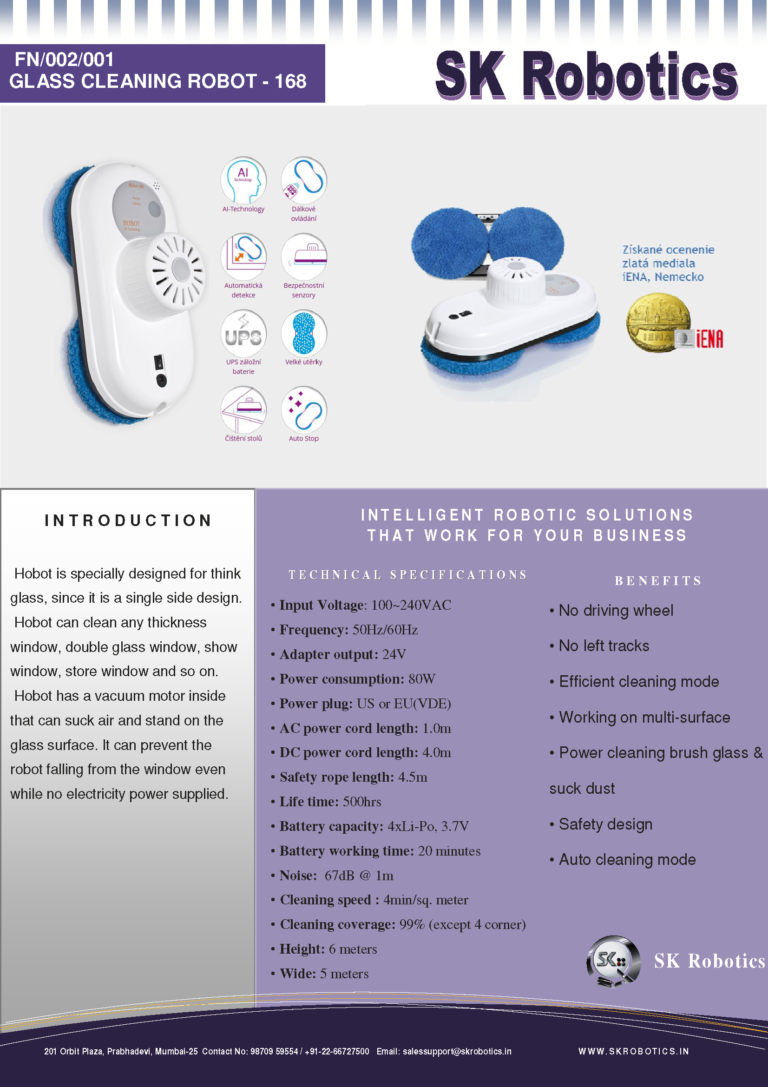 FN/002/001
GLASS CLEANING ROBOT - 168
SK Robotics
AI
AI-Technology
Dálkové
ovládání
Automatická
detekce
Bezpečnostní
senzory
UPS
UPS záložní
baterie
Velké utěrky
Čištění stolů
Auto Stop
Získané ocenenie
zlatá mediala
iENA, Nemecko
IENA
iENA
INTRODUCTION
Hobot is specially designed for think
glass, since it is a single side design.
Hobot can clean any thickness
window, double glass window, show
window, store window and so on.
Hobot has a vacuum motor inside
that can suck air and stand on the
glass surface. It can prevent the
robot falling from the window even
while no electricity power supplied.
INTELLIGENT ROBOTIC SOLUTIONS
THAT WORK FOR YOUR BUSINESS
TECHNICAL SPECIFICATIONS
• Input Voltage: 100~240VAC
• Frequency: 50Hz/60Hz
• Adapter output: 24V
• Power consumption: 80W
• Power plug: US or EU(VDE)
• AC power cord length: 1.0m
• DC power cord length: 4.0m
• Safety rope length: 4.5m
• Life time: 500hrs
• Battery capacity: 4xLi-Po, 3.7V
• Battery working time: 20 minutes
• Noise: 67dB @ 1m
• Cleaning speed : 4min/sq. meter
• Cleaning coverage: 99% (except 4 corner)
• Height: 6 meters
• Wide: 5 meters
BENEFITS
• No driving wheel
• No left tracks
• Efficient cleaning mode
• Working on multi-surface
• Power cleaning brush glass &
suck dust
• Safety design
• Auto cleaning mode
SK
SK Robotics
201 Orbit Plaza, Prabhadevi, Mumbai-25 Contact No: 98709 59554 / +91-22-66727500 Email: salessupport@skrobotics.in
WWW.SKROBOTICS.IN